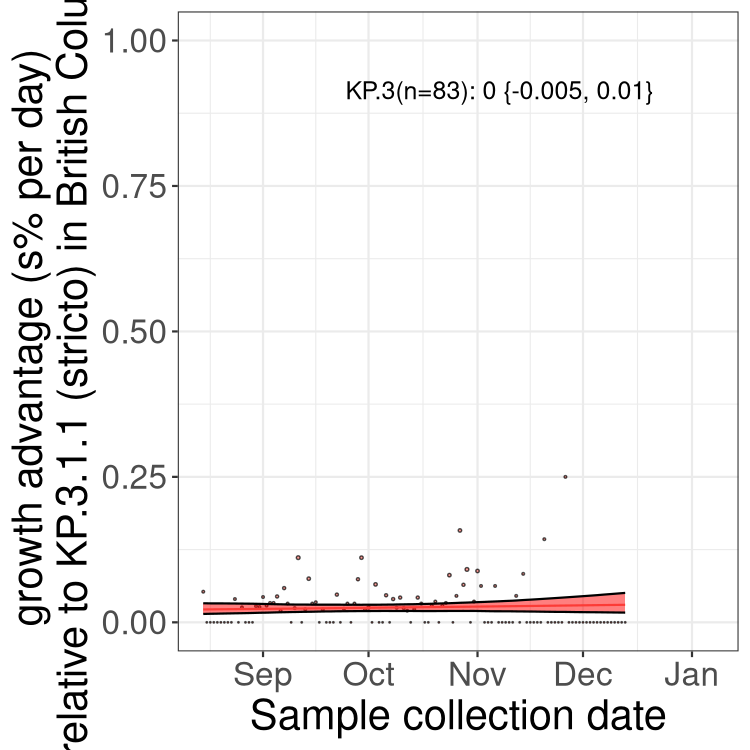 growth advantage (s% per day)
relative to KP.3.1.1 (stricto) in British Colu
1.00
0.75
0.50
0.25
0.00
KP.3(n=83): 0 {-0.005, 0.01}
Sep Oct Nov Dec Jan
Sample collection date